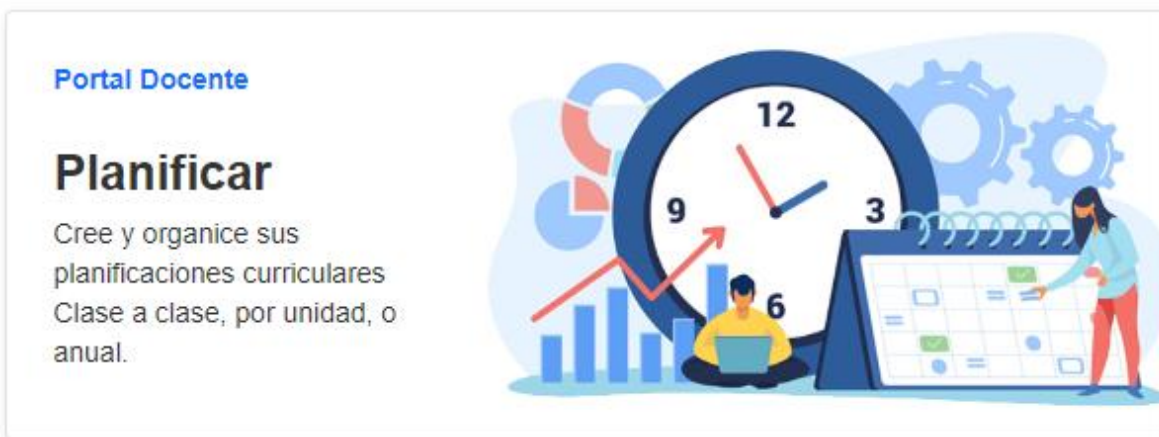 Portal Docente
Planificar
Cree y organice sus
planificaciones curriculares
Clase a clase, por unidad, o
anual.
12
9
3
6